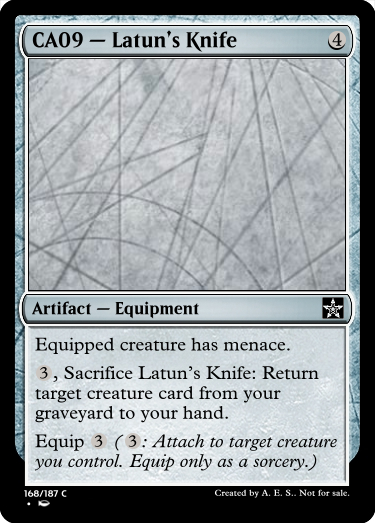 CA09 — Latun's Knife 4
Artifact — Equipment
Equipped creature has menace.
3, Sacrifice Latun's Knife: Return
target creature card from your
graveyard to your hand.
Equip 3 (3: Attach to target creature
you control. Equip only as a sorcery.)
168/187 C
Created by A. E. S.. Not for sale.